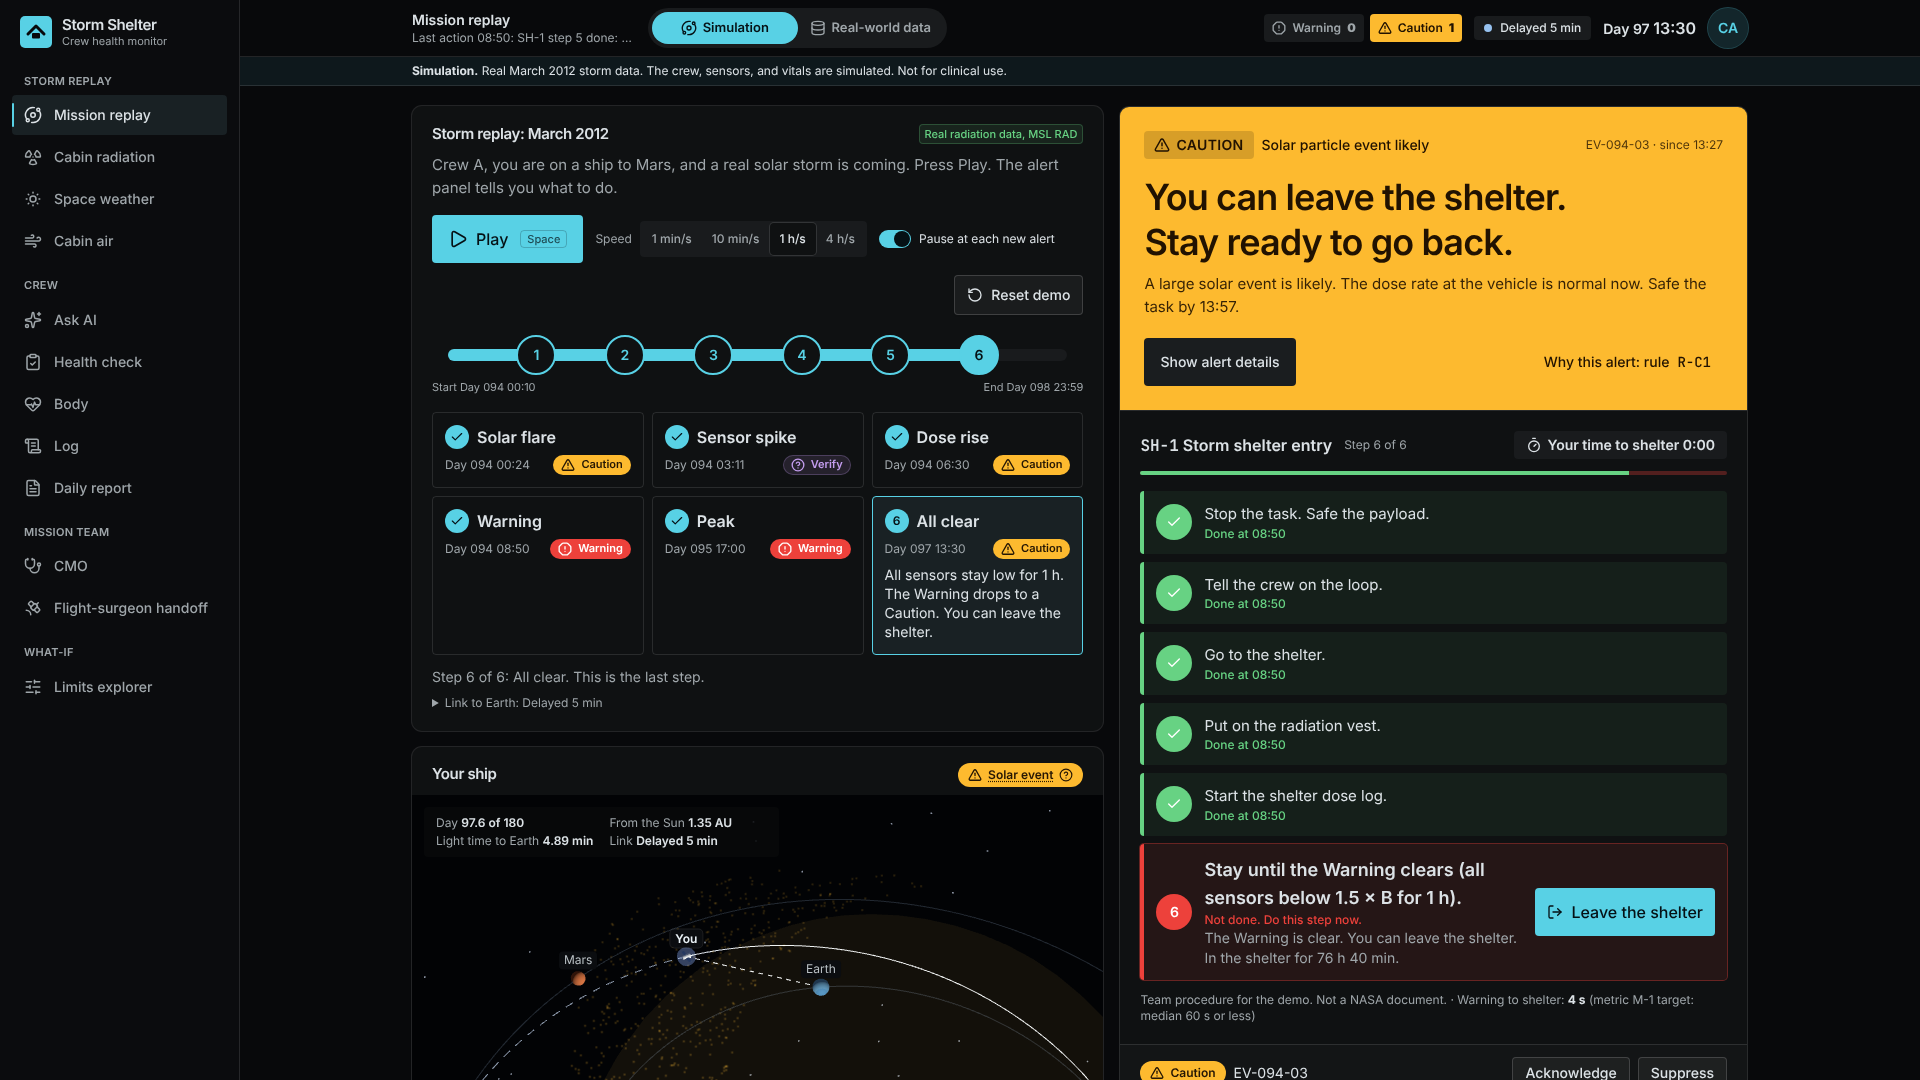 Storm Shelter
Crew health monitor
STORM REPLAY
Mission replay
Cabin radiation
Space weather
Cabin air
CREW
Ask AI
Health check
Body
Log
Daily report
MISSION TEAM
CMO
Flight-surgeon handoff
WHAT-IF
Limits explorer
Mission replay
Last action 08:50: SH-1 step 5 done: ...
Simulation
Real-world data
Warning 0
Caution 1
Delayed 5 min
Day 97 13:30
CA
Simulation. Real March 2012 storm data. The crew, sensors, and vitals are simulated. Not for clinical use.
Storm replay: March 2012
Real radiation data, MSL RAD
Crew A, you are on a ship to Mars, and a real solar storm is coming. Press Play. The alert
panel tells you what to do.
Play Space
Speed
1 min/s
10 min/s
1 h/s
4 h/s
Pause at each new alert
Reset demo
1
2
3
4
5
6
Start Day 094 00:10
End Day 098 23:59
Solar flare
Day 094 00:24
Caution
Sensor spike
Day 094 03:11
Verify
Dose rise
Day 094 06:30
Caution
Warning
Day 094 08:50
Warning
Peak
Day 095 17:00
Warning
6 All clear
Day 097 13:30
Caution
All sensors stay low for 1 h.
The Warning drops to a
Caution. You can leave the
shelter.
Step 6 of 6: All clear. This is the last step.
Link to Earth: Delayed 5 min
Your ship
Solar event
Day 97.6 of 180
From the Sun 1.35 AU
Light time to Earth 4.89 min
Link Delayed 5 min
You
Mars
Earth
CAUTION
Solar particle event likely
EV-094-03 · since 13:27
You can leave the shelter.
Stay ready to go back.
A large solar event is likely. The dose rate at the vehicle is normal now. Safe the
task by 13:57.
Show alert details
Why this alert: rule R-C1
SH-1 Storm shelter entry
Step 6 of 6
Your time to shelter 0:00
Stop the task. Safe the payload.
Done at 08:50
Tell the crew on the loop.
Done at 08:50
Go to the shelter.
Done at 08:50
Put on the radiation vest.
Done at 08:50
Start the shelter dose log.
Done at 08:50
6
Stay until the Warning clears (all
sensors below 1.5 × B for 1 h).
Not done. Do this step now.
The Warning is clear. You can leave the shelter.
In the shelter for 76 h 40 min.
Leave the shelter
Team procedure for the demo. Not a NASA document. · Warning to shelter: 4 s (metric M-1 target:
median 60 s or less)
Caution
EV-094-03
Acknowledge
Suppress